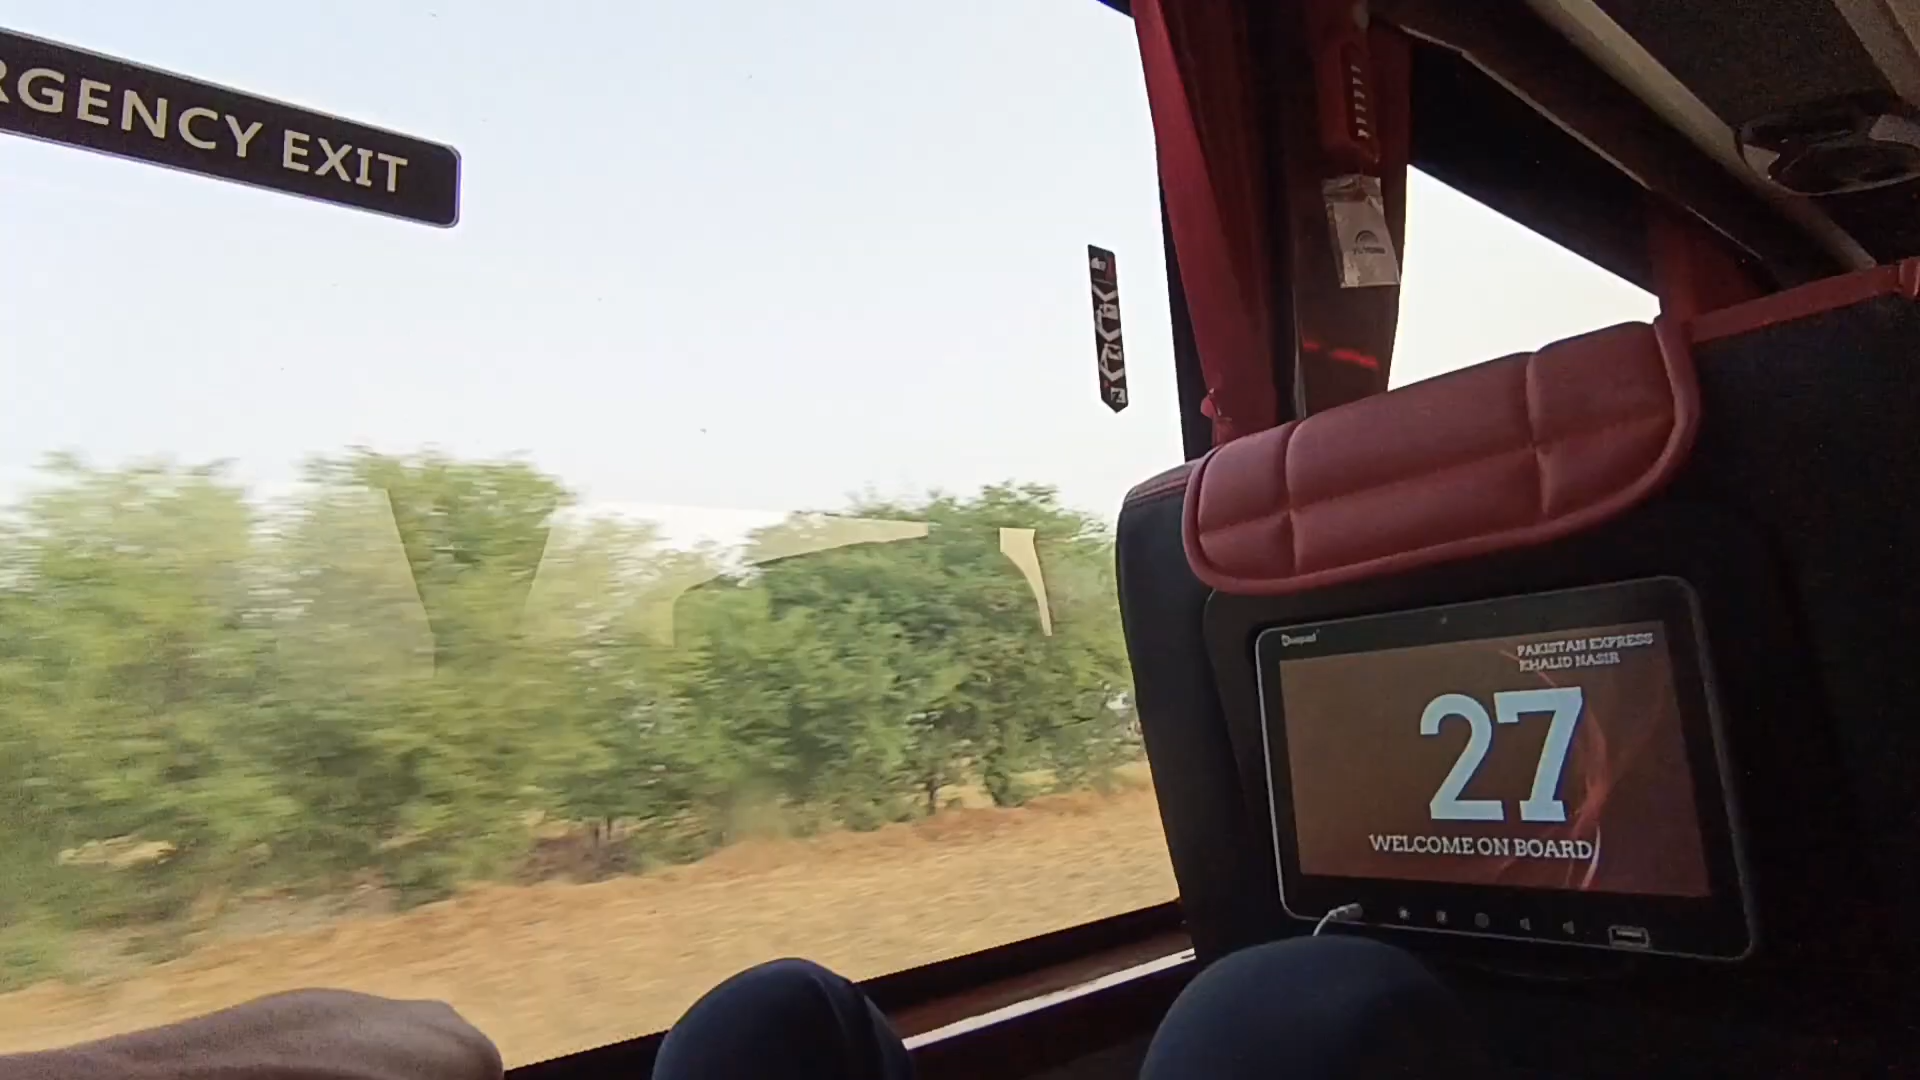 RGENCY EXIT
PAKISTAN EXPRESS
KHALID NASIR
27
WELCOME ON BOARD